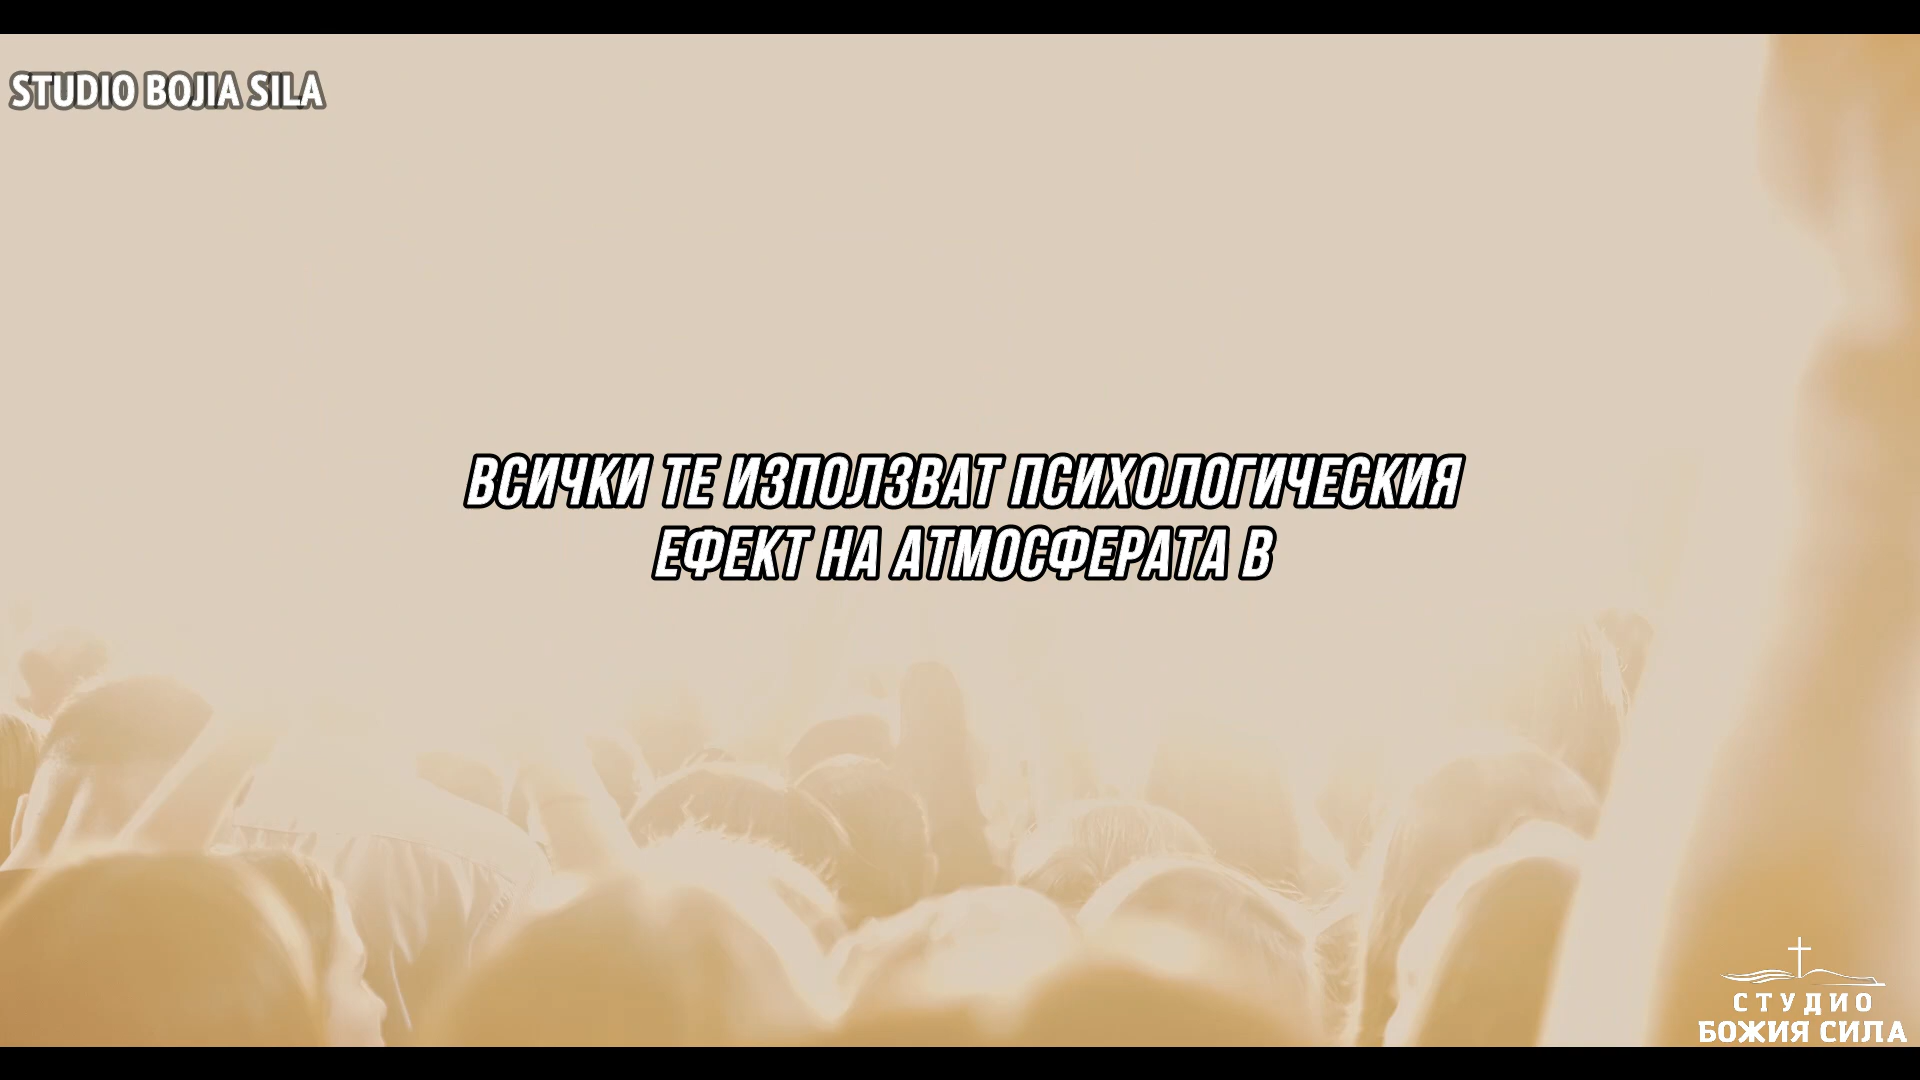 STUDIO BOJIA SILA
ВСИЧКИ ТЕ ИЗПОЛЗВАТ ПСИХОЛОГИЧЕСКИЯ
ЕФЕКТ НА АТМОСФЕРАТА В
СТУДИО
БОЖИЯ СИЛА